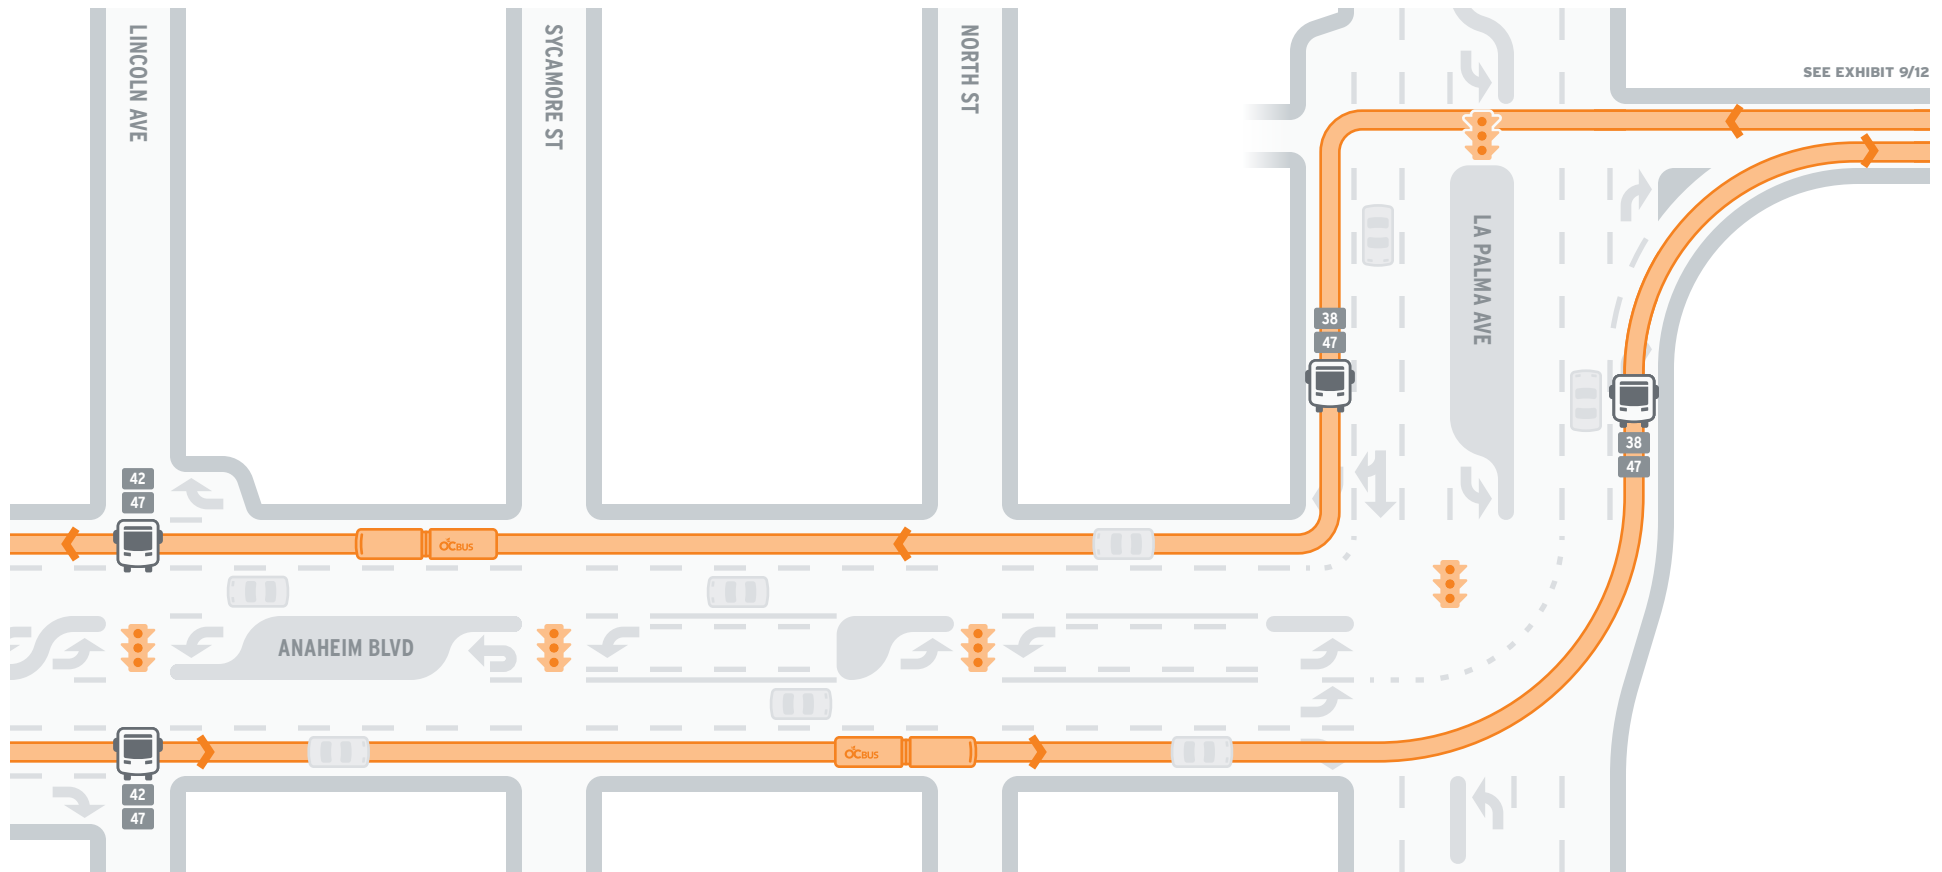 LINCOLN AVE
SYCAMORE ST
NORTH ST
SEE EXHIBIT 9/12
LA PALMA AVE
38
47
38
47
42
47
OCBUS
ANAHEIM BLVD
OCBUS
42
47